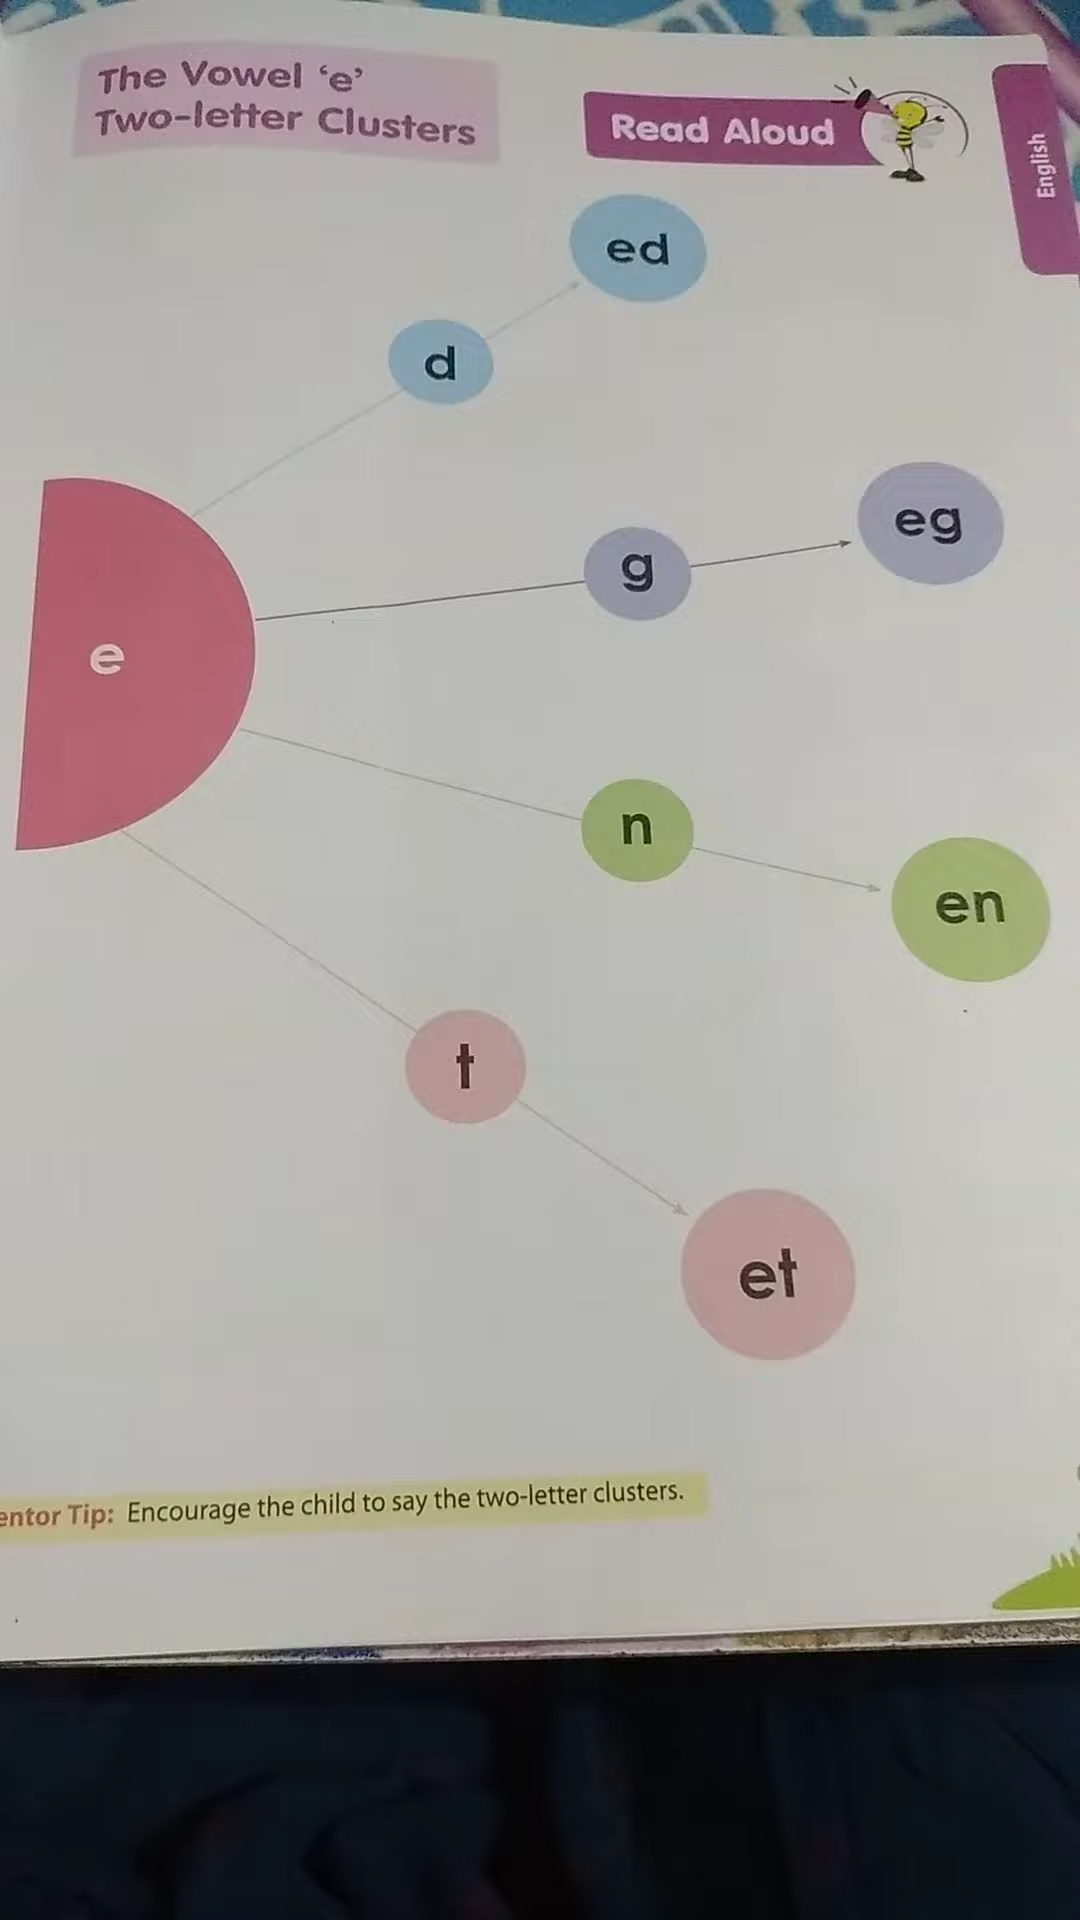 The Vowel ‘e’
Two-letter Clusters
Read Aloud
English
ed
d
eg
g
e
n
en
t
et
entor Tip: Encourage the child to say the two-letter clusters.